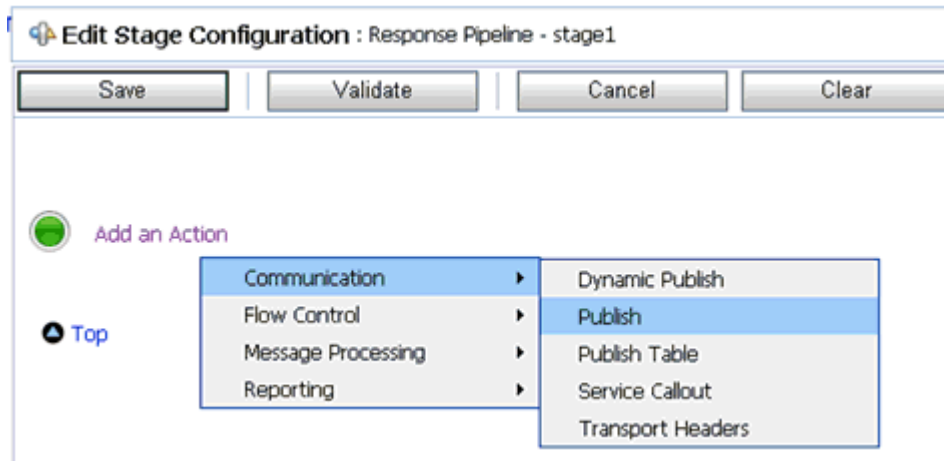 Edit Stage Configuration : Response Pipeline - stage1
Save Validate Cancel Clear
Add an Action
Communication Dynamic Publish
Flow Control Publish
Top
Message Processing Publish Table
Reporting Service Callout
Transport Headers